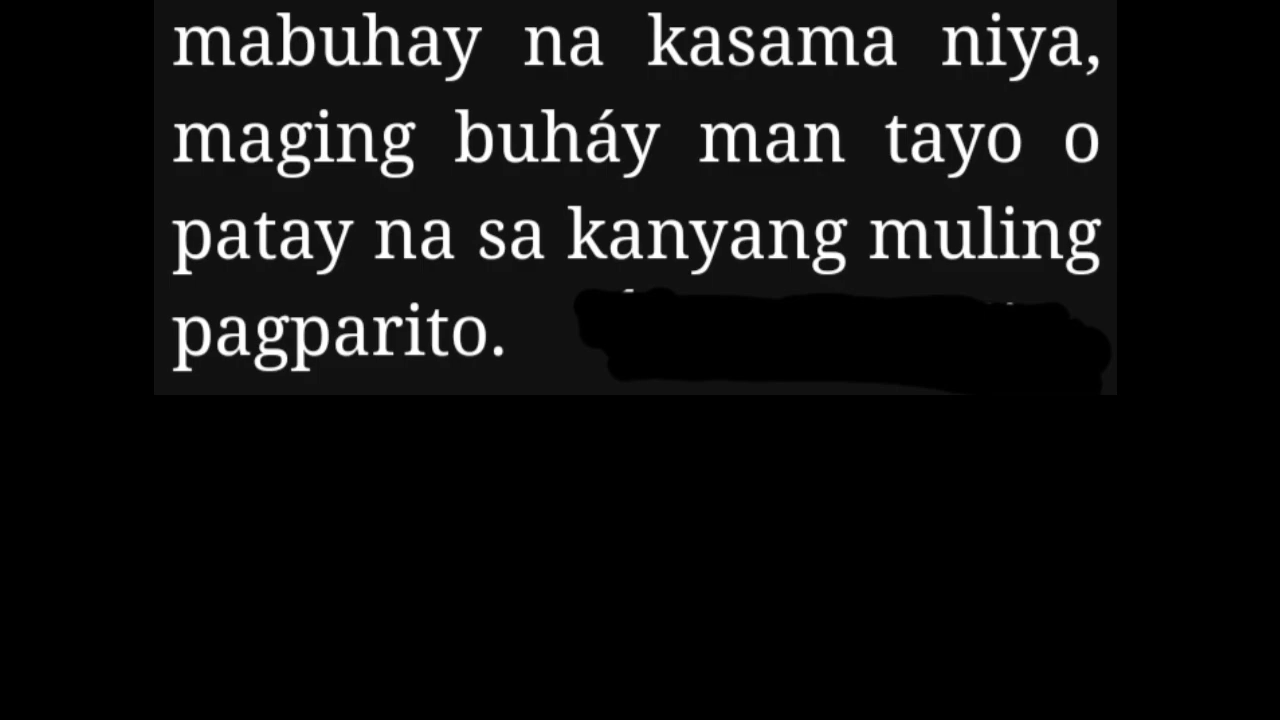 mabuhay na kasama niya,
maging buháy man tayo o
patay na sa kanyang muling
pagparito.